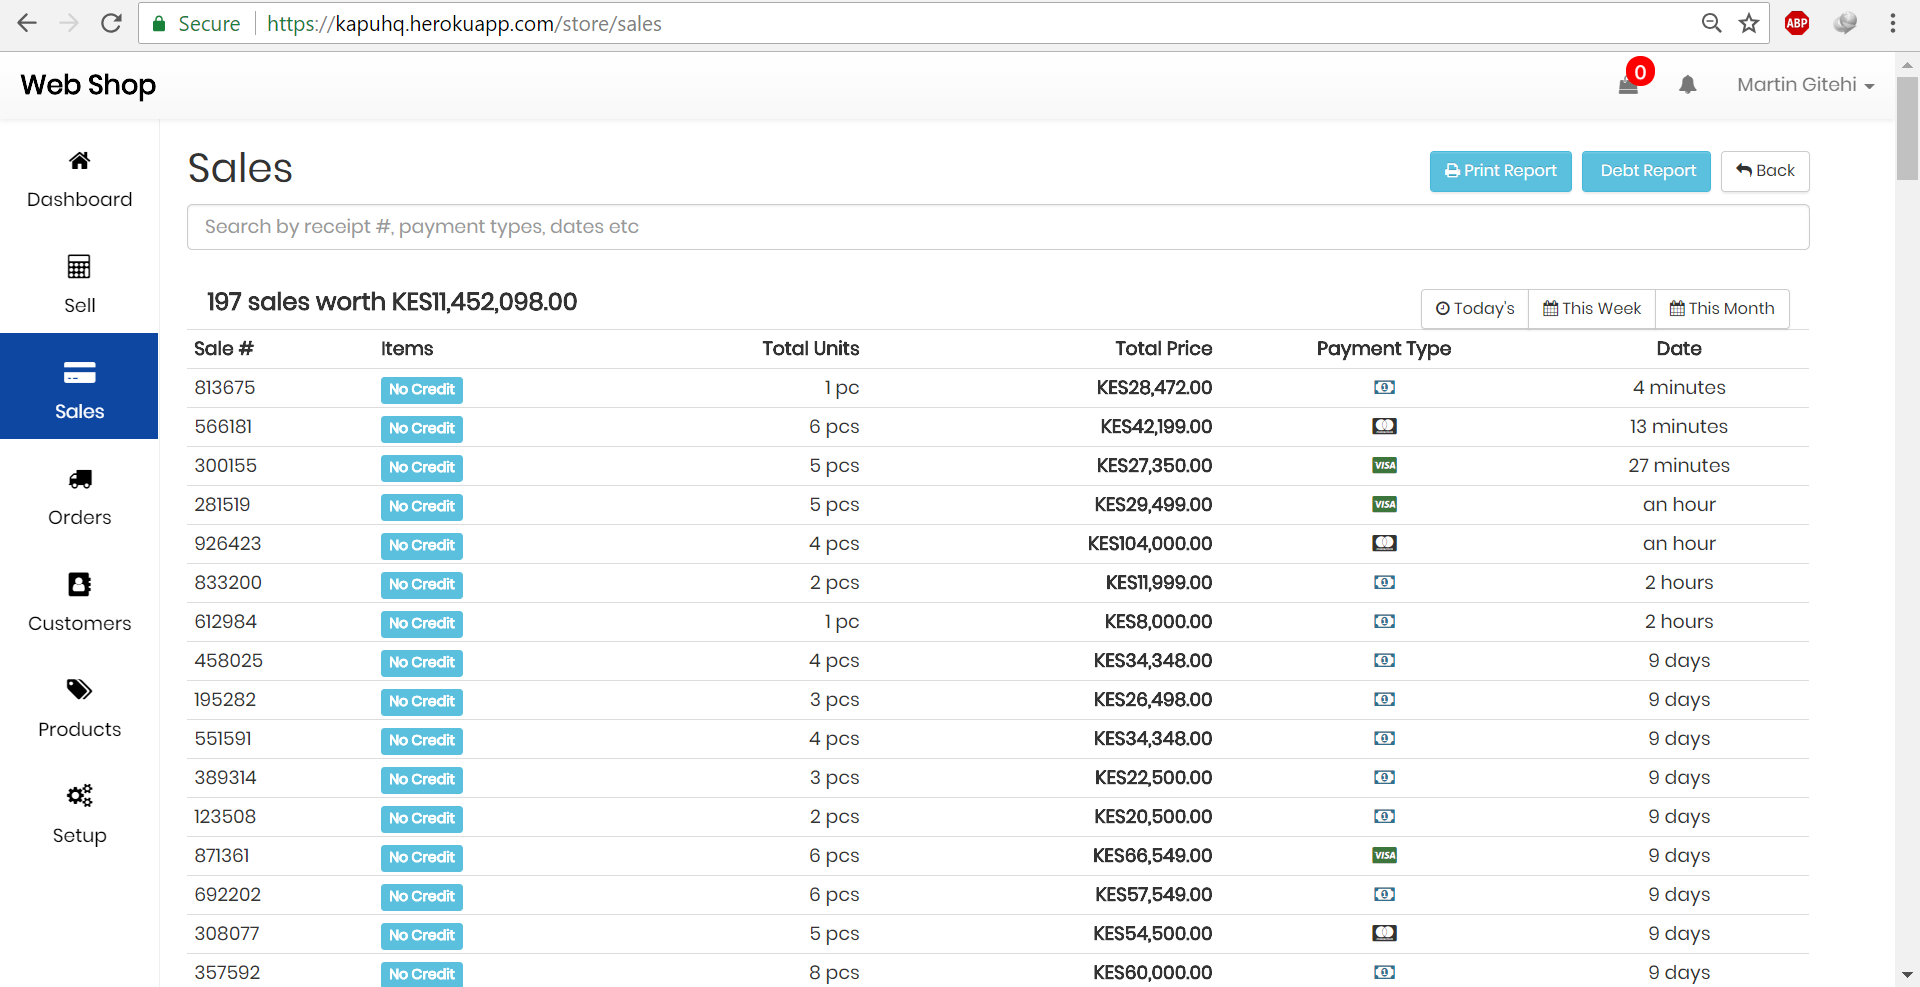 Secure https://kapuhq.herokuapp.com/store/sales ABP
Web Shop 0 Martin Gitehi
Dashboard
Sell
Sales
Orders
Customers
Products
Setup
Sales Print Report Debt Report Back
Search by receipt #, payment types, dates etc
197 sales worth KES11,452,098.00 Today's This Week This Month
Sale # Items Total Units Total Price Payment Type Date
813675 No Credit 1 pc KES28,472.00 4 minutes
566181 No Credit 6 pcs KES42,199.00 13 minutes
300155 No Credit 5 pcs KES27,350.00 VISA 27 minutes
281519 No Credit 5 pcs KES29,499.00 VISA an hour
926423 No Credit 4 pcs KES104,000.00 an hour
833200 No Credit 2 pcs KES11,999.00 2 hours
612984 No Credit 1 pc KES8,000.00 2 hours
458025 No Credit 4 pcs KES34,348.00 9 days
195282 No Credit 3 pcs KES26,498.00 9 days
551591 No Credit 4 pcs KES34,348.00 9 days
389314 No Credit 3 pcs KES22,500.00 9 days
123508 No Credit 2 pcs KES20,500.00 9 days
871361 No Credit 6 pcs KES66,549.00 VISA 9 days
692202 No Credit 6 pcs KES57,549.00 9 days
308077 No Credit 5 pcs KES54,500.00 9 days
357592 No Credit 8 pcs KES60,000.00 9 days